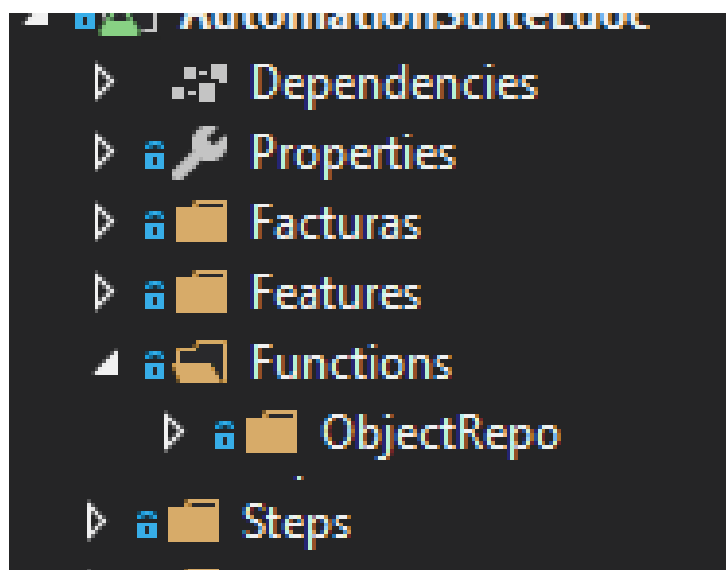 Dependencies
Properties
Facturas
Features
Functions
ObjectRepo
Steps